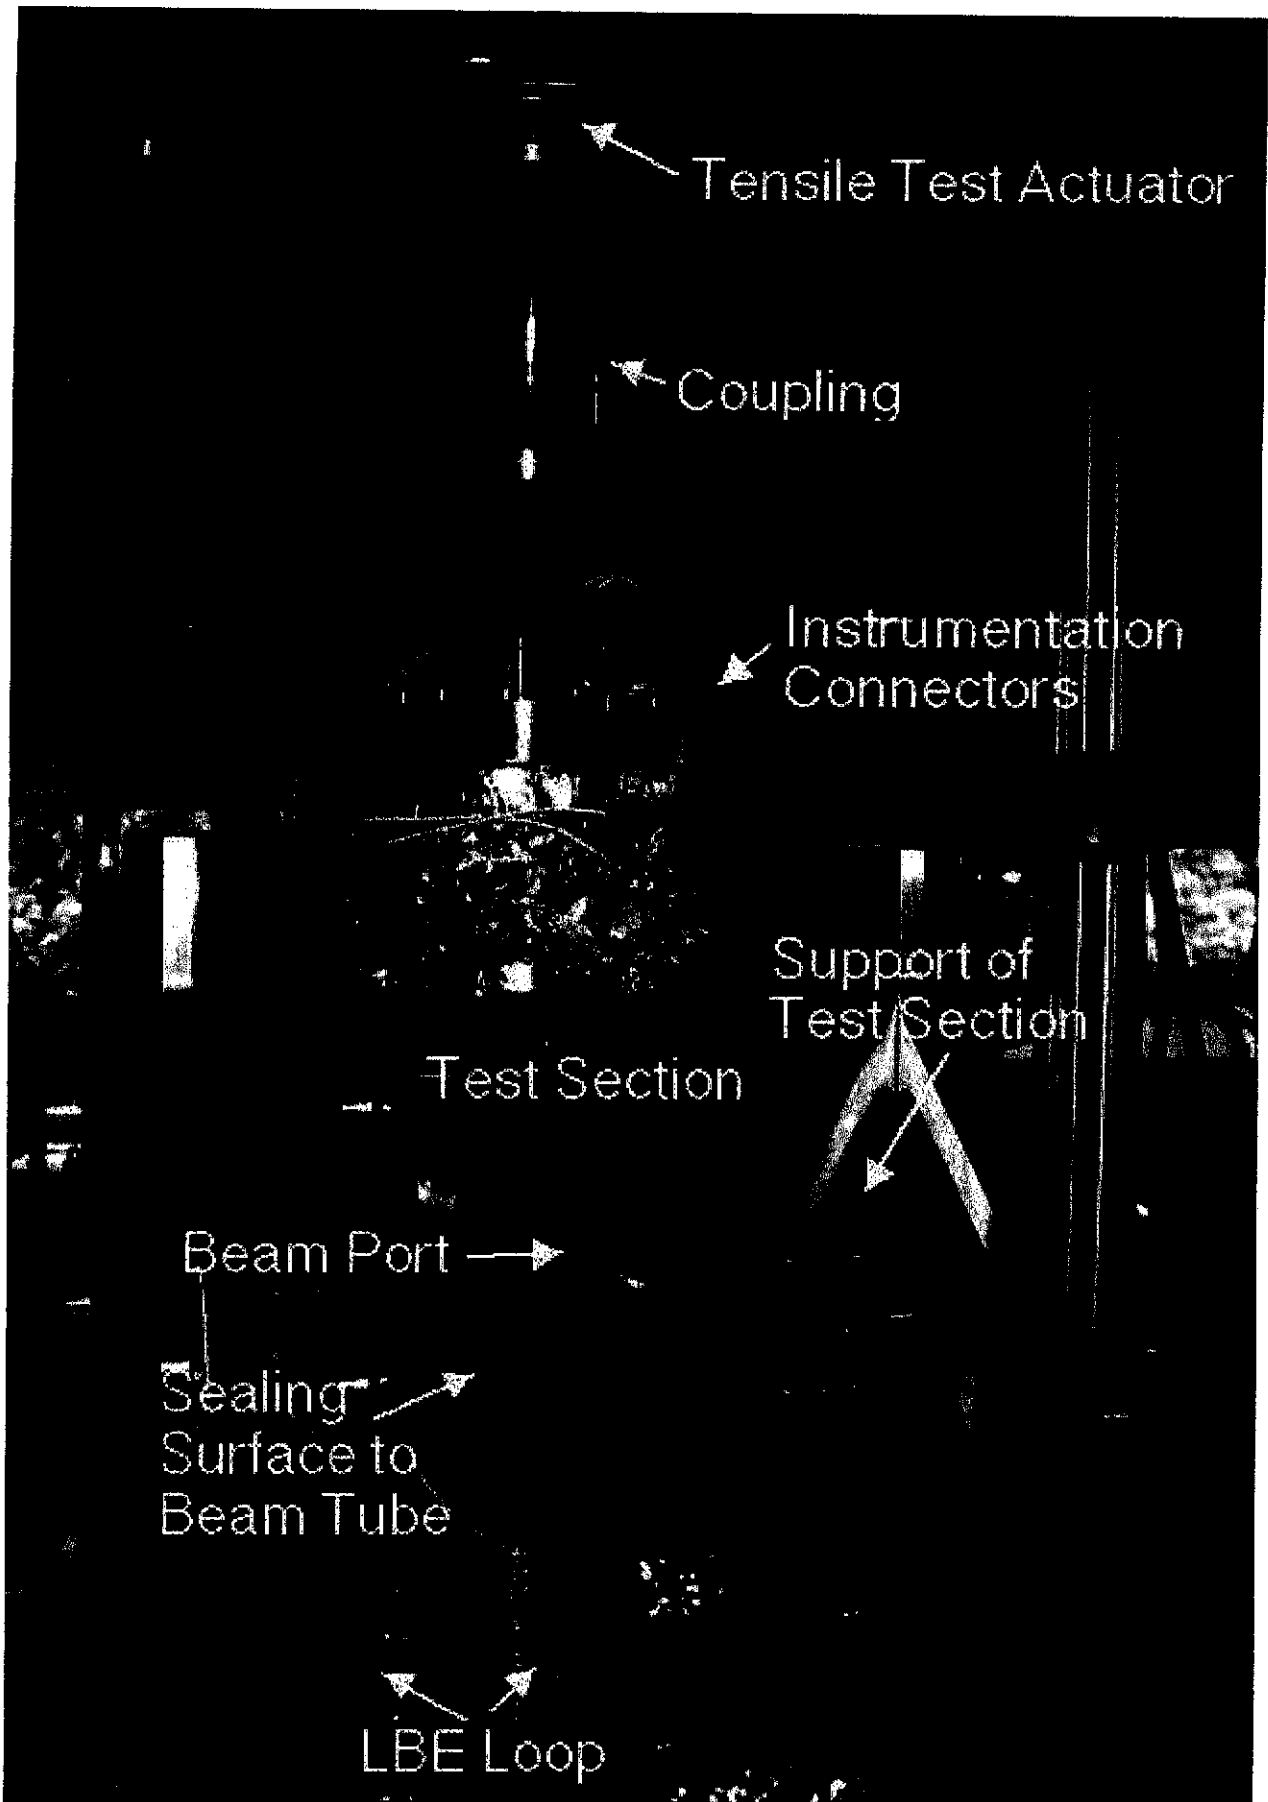 Tensile Test Actuator
Coupling
Instrumentation
Connectors
Support of
Test Section
Test Section
Beam Port
Sealing
Surface to
Beam Tube
LBE Loop